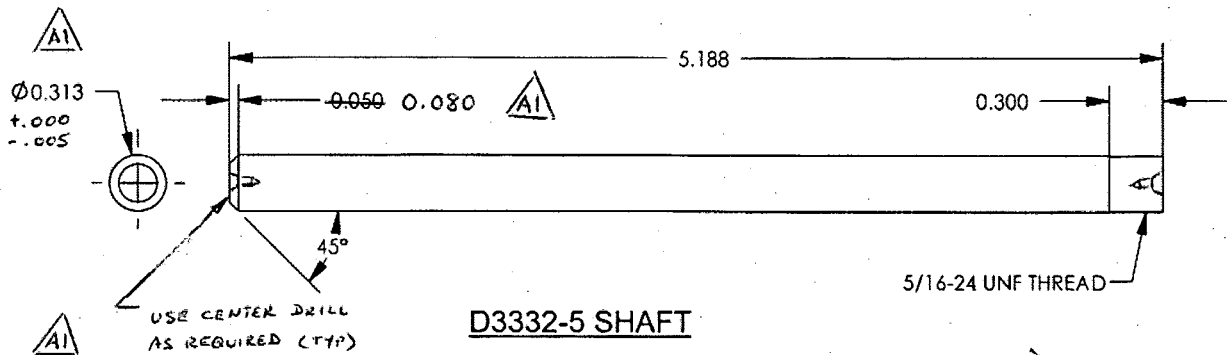 A1
5.188
Ø0.313
+.000
-.005
0.050 0.080
A1
0.300
45°
5/16-24 UNF THREAD
A1
USE CENTER DRILL
AS REQUIRED (TYP)
D3332-5 SHAFT